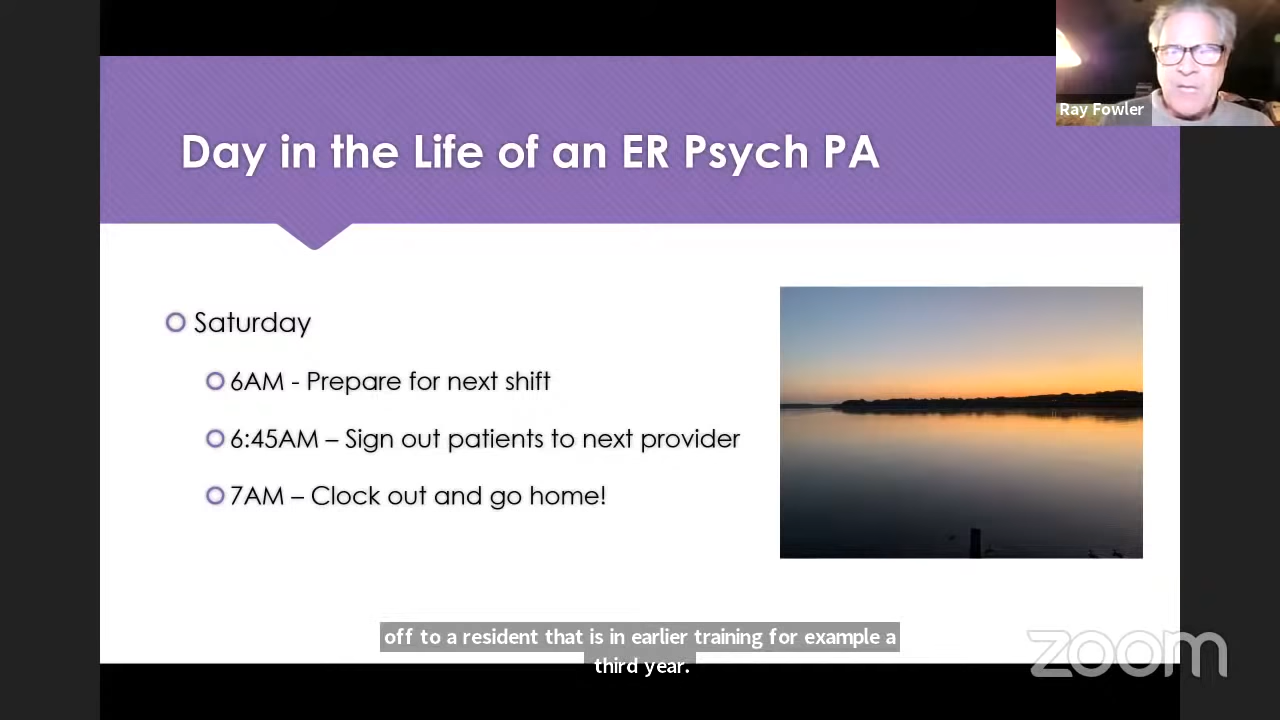 Ray Fowler
Day in the Life of an ER Psych PA
Saturday
6AM - Prepare for next shift
6:45AM – Sign out patients to next provider
7AM – Clock out and go home!
off to a resident that is in earlier training for example a
third year.
zoom